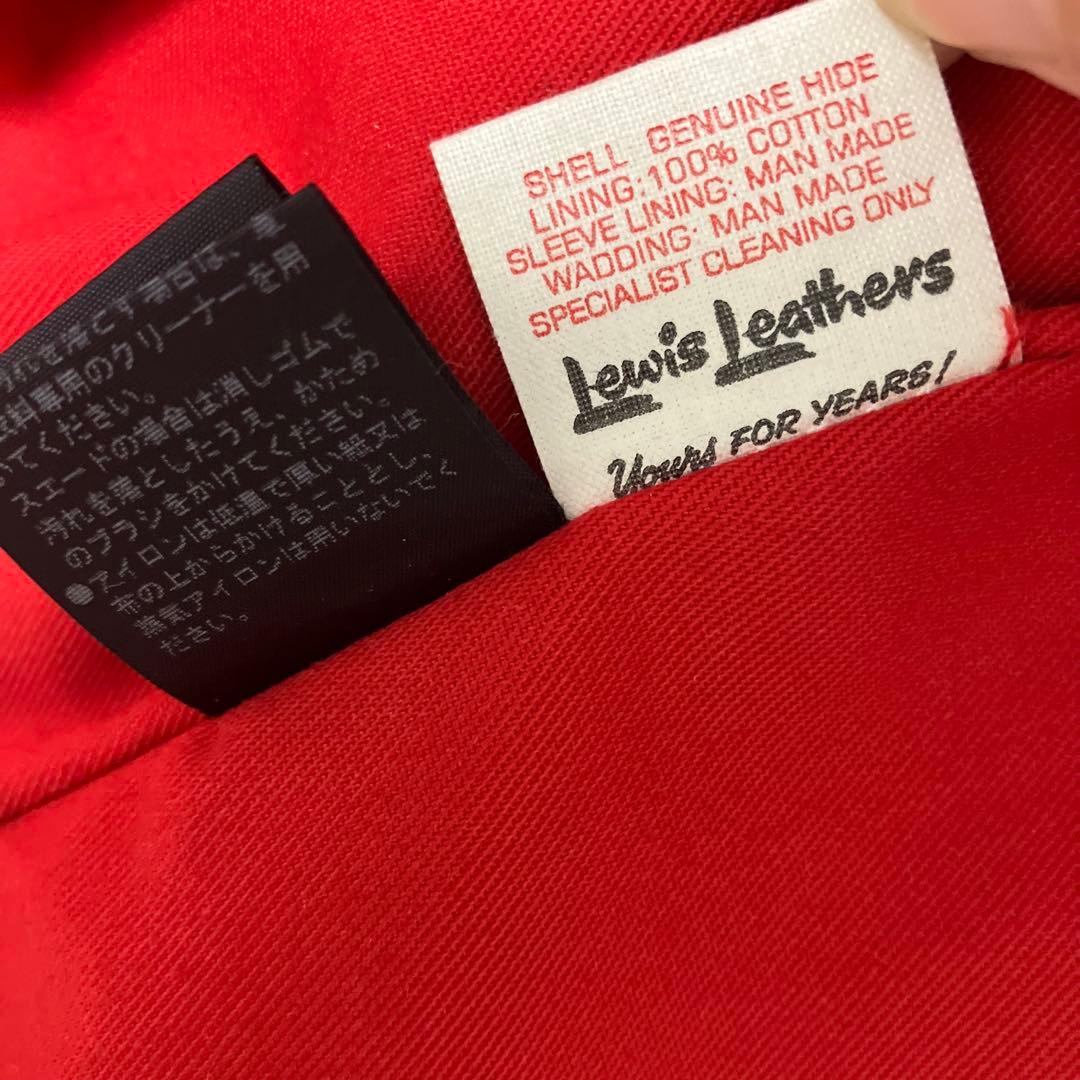 皮料専用のクリーナーを用
いてください。
スエードの場合は消しゴムで
汚れを落としたうえ、かため
のブラシをかけてください。
●アイロンは低温で厚い紙又は
布の上からかけることとし、
蒸気アイロンは用いないでく
ださい。
SHELL GENUINE HIDE
LINING: 100% COTTON
SLEEVE LINING: MAN MADE
WADDING: MAN MADE
SPECIALIST CLEANING ONLY
Lewis Leathers
Yours FOR YEARS!